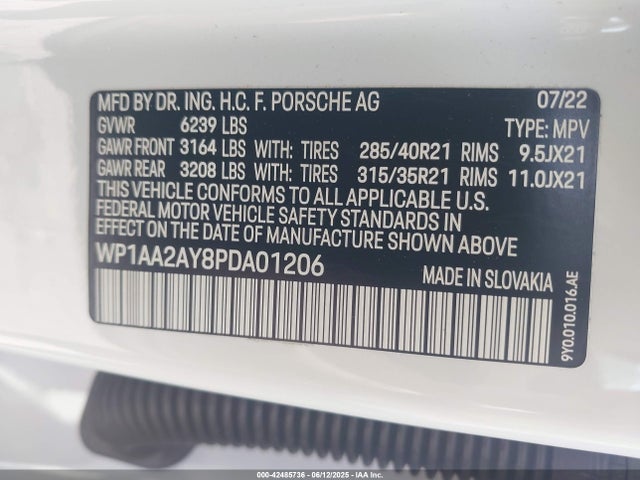 MFD BY DR. ING. H.C. F. PORSCHE AG 07/22
GVWR 6239 LBS TYPE: MPV
GAWR FRONT 3164 LBS WITH: TIRES 285/40R21 RIMS 9.5JX21
GAWR REAR 3208 LBS WITH: TIRES 315/35R21 RIMS 11.0JX21
THIS VEHICLE CONFORMS TO ALL APPLICABLE U.S.
FEDERAL MOTOR VEHICLE SAFETY STANDARDS IN
EFFECT ON THE DATE OF MANUFACTURE SHOWN ABOVE
WP1AA2AY8PDA01206 MADE IN SLOVAKIA
9Y0.010.016.AE
000-42485736 - 06/12/2025 - IAAI Inc.